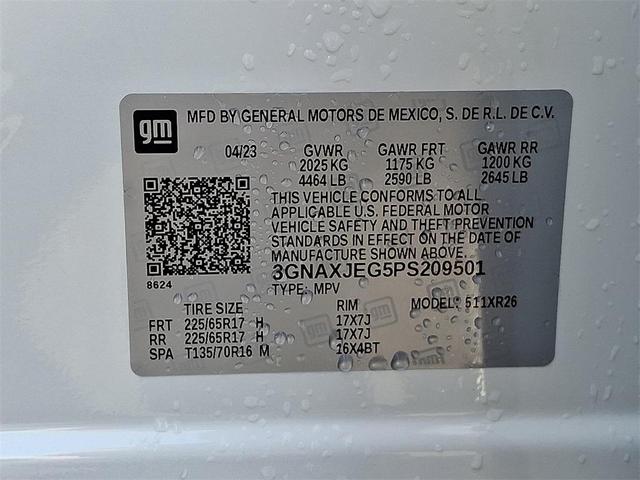 gm MFD BY GENERAL MOTORS DE MEXICO, S. DE R.L. DE C.V.
04/23 GVWR GAWR FRT GAWR RR
2025 KG 1175 KG 1200 KG
4464 LB 2590 LB 2645 LB
THIS VEHICLE CONFORMS TO ALL
APPLICABLE U.S. FEDERAL MOTOR
VEHICLE SAFETY AND THEFT PREVENTION
STANDARDS IN EFFECT ON THE DATE OF
MANUFACTURE SHOWN ABOVE.
3GNAXJEG5PS209501
8624 TYPE: MPV
TIRE SIZE RIM MODEL: 511XR26
FRT 225/65R17 H 17X7J
RR 225/65R17 H 17X7J
SPA T135/70R16 M 16X4BT